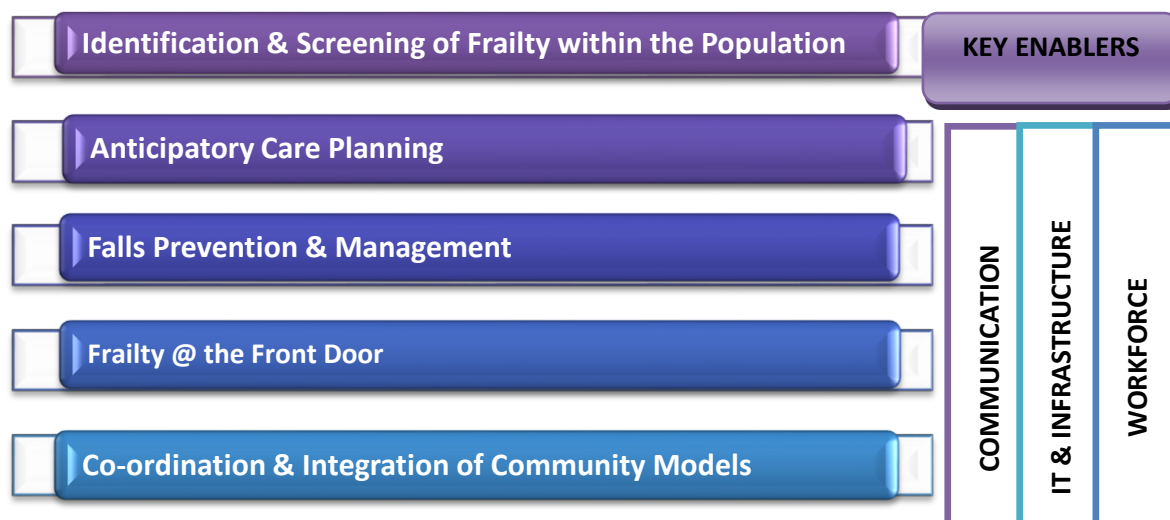 Identification & Screening of Frailty within the Population
KEY ENABLERS
Anticipatory Care Planning
Falls Prevention & Management
Frailty @ the Front Door
Co-ordination & Integration of Community Models
COMMUNICATION
IT & INFRASTRUCTURE
WORKFORCE